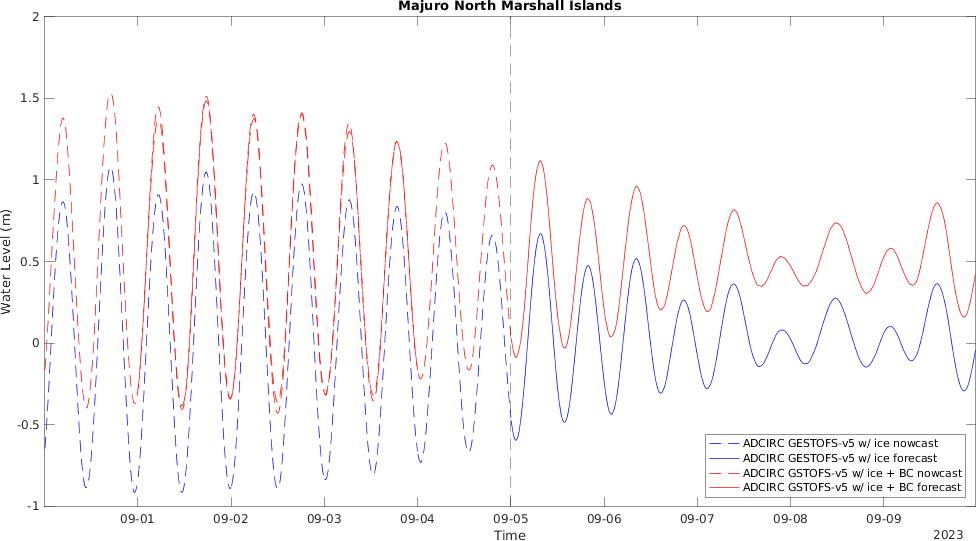 Majuro North Marshall Islands
2
1.5
1
0.5
0
-0.5
-1
Water Level (m)
09-01 09-02 09-03 09-04 09-05 09-06 09-07 09-08 09-09
Time
2023
ADCIRC GESTOFS-v5 w/ ice nowcast
ADCIRC GESTOFS-v5 w/ ice forecast
ADCIRC GSTOFS-v5 w/ ice + BC nowcast
ADCIRC GSTOFS-v5 w/ ice + BC forecast